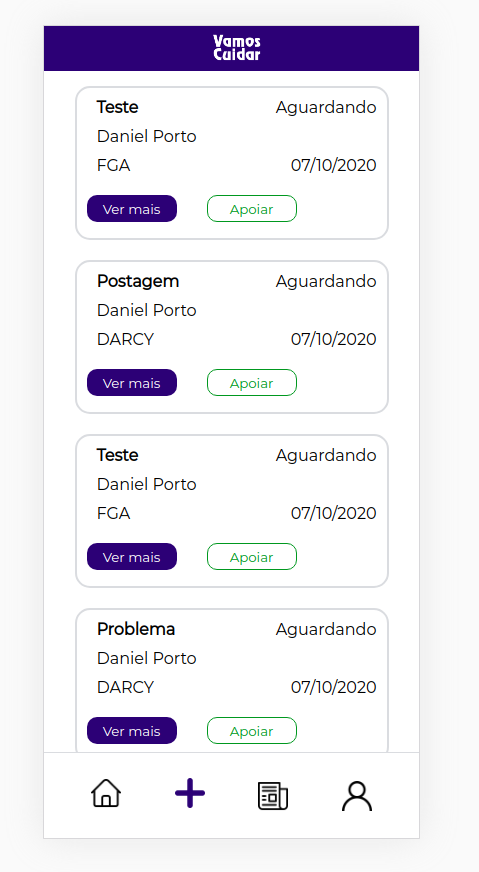 Vamos
Cuidar
Teste Aguardando
Daniel Porto
FGA 07/10/2020
Ver mais Apoiar
Postagem Aguardando
Daniel Porto
DARCY 07/10/2020
Ver mais Apoiar
Teste Aguardando
Daniel Porto
FGA 07/10/2020
Ver mais Apoiar
Problema Aguardando
Daniel Porto
DARCY 07/10/2020
Ver mais Apoiar